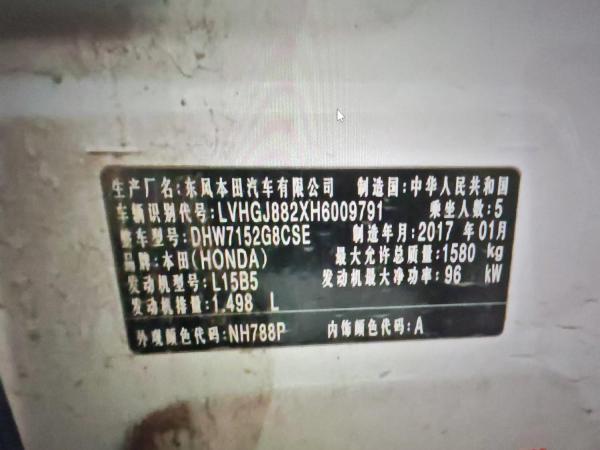 生产厂名:东风本田汽车有限公司 制造国:中华人民共和国
车辆识别代号:LVHGJ882XH6009791 乘坐人数:5
整车型号:DHW7152G8CSE 制造年月:2017 年01月
品牌:本田(HONDA) 最大允许总质量:1580 kg
发动机型号:L15B5 发动机最大净功率:96 kW
发动机排量:1.498 L
外观颜色代码:NH788P 内饰颜色代码:A